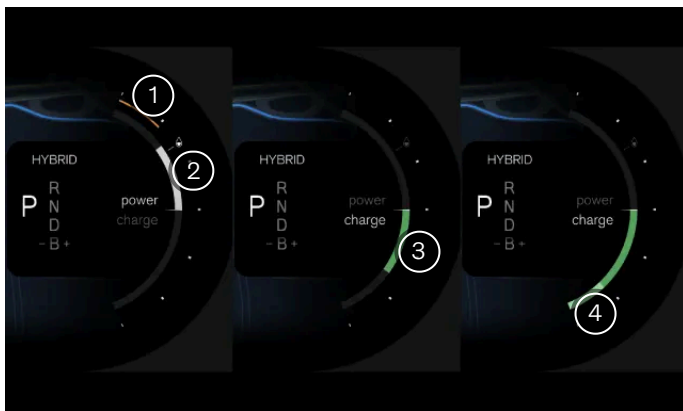 1
2
HYBRID
P
R
N
D
- B +
power
charge
HYBRID
P
R
N
D
- B +
power
charge
3
HYBRID
P
R
N
D
- B +
power
charge
4